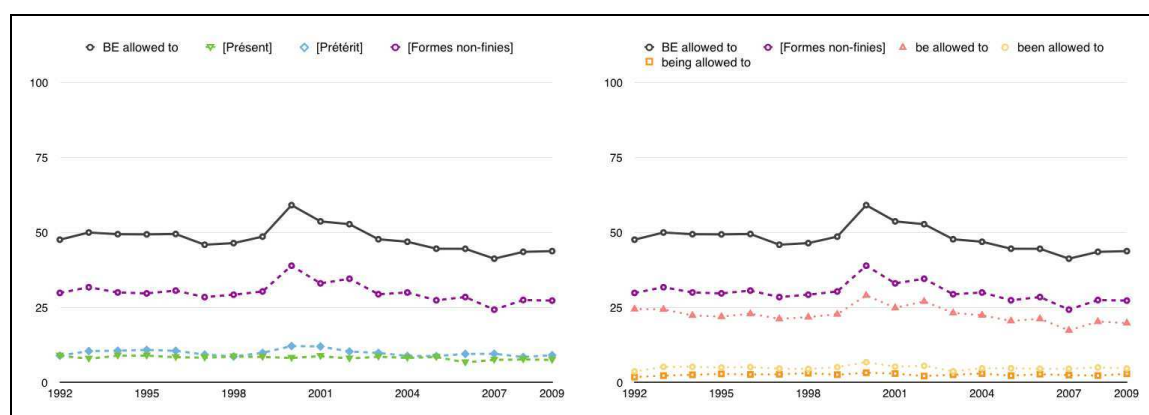 BE allowed to [Présent] [Prétérit] [Formes non-finies]
100
75
50
25
0
1992 1995 1998 2001 2004 2007 2009
BE allowed to [Formes non-finies] be allowed to been allowed to
being allowed to
100
75
50
25
0
1992 1995 1998 2001 2004 2007 2009